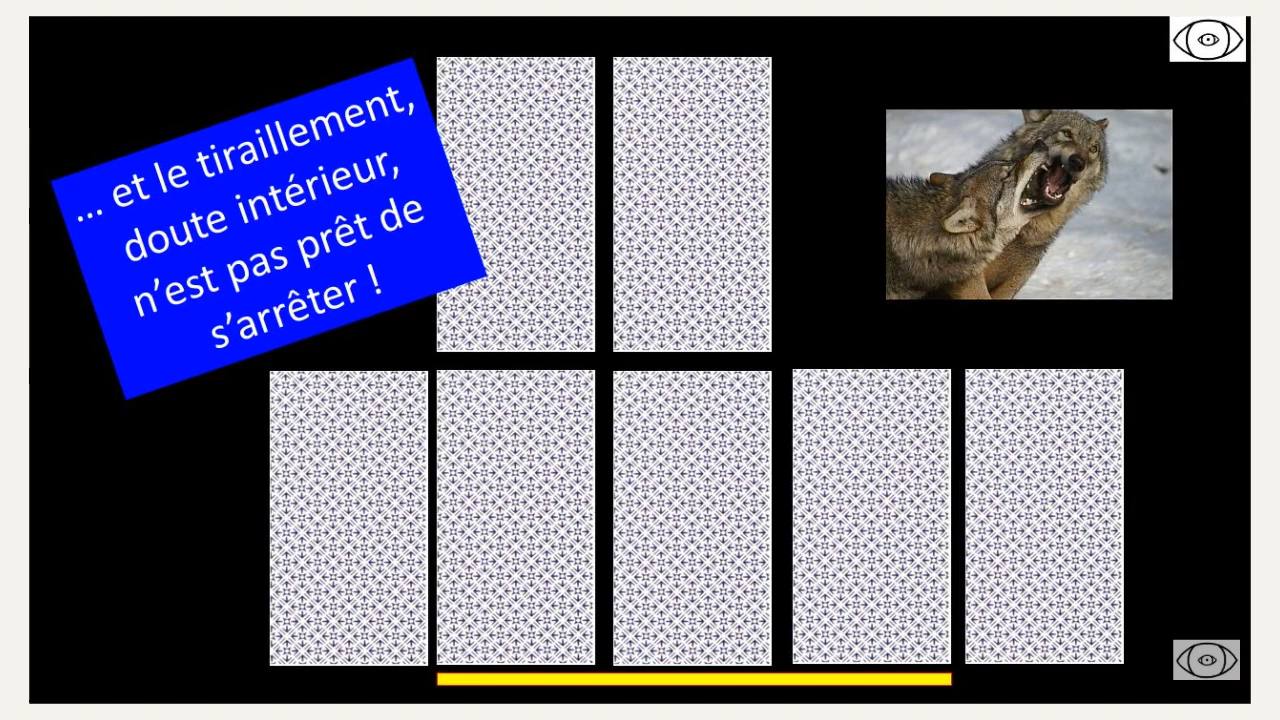 ... et le tiraillement,
doute intérieur,
n’est pas prêt de
s’arrêter !